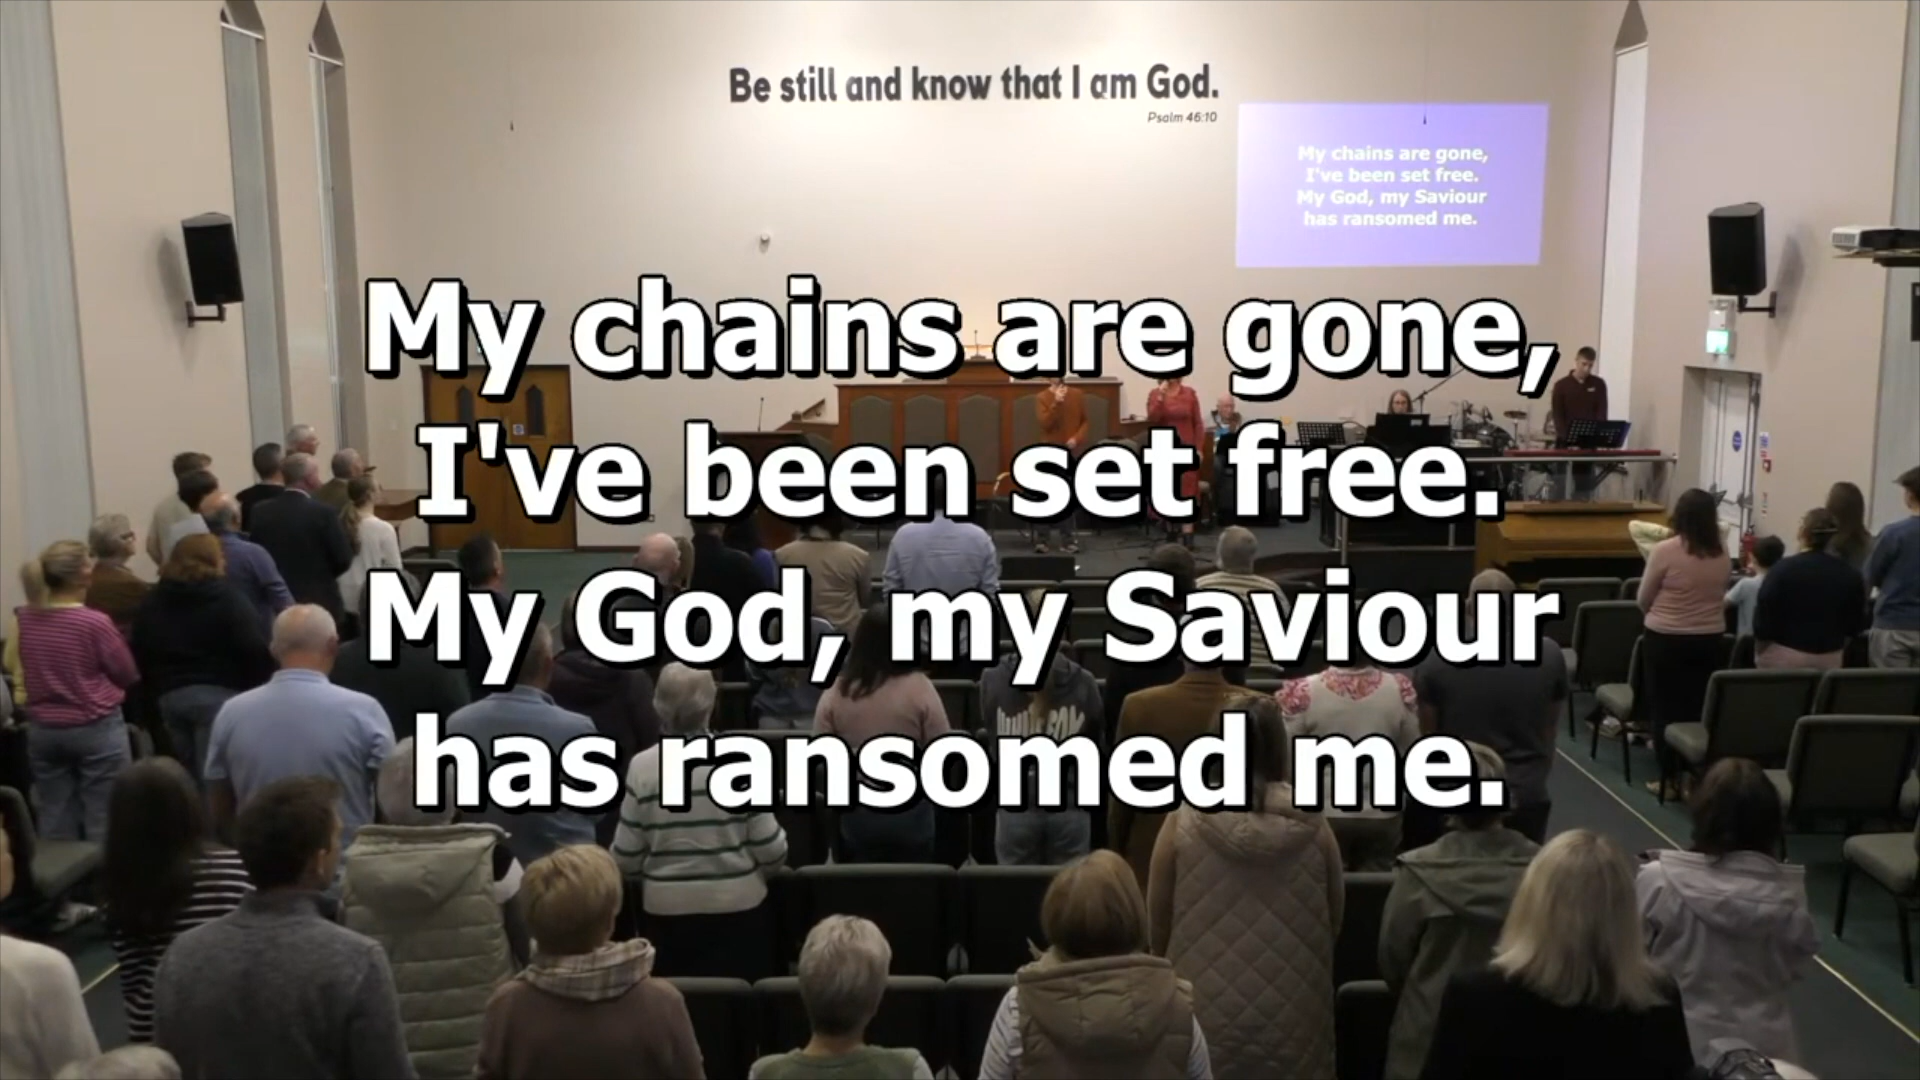 Be still and know that I am God.
Psalm 46:10
My chains are gone,
I've been set free.
My God, my Saviour
has ransomed me.
My chains are gone,
I've been set free.
My God, my Saviour
has ransomed me.